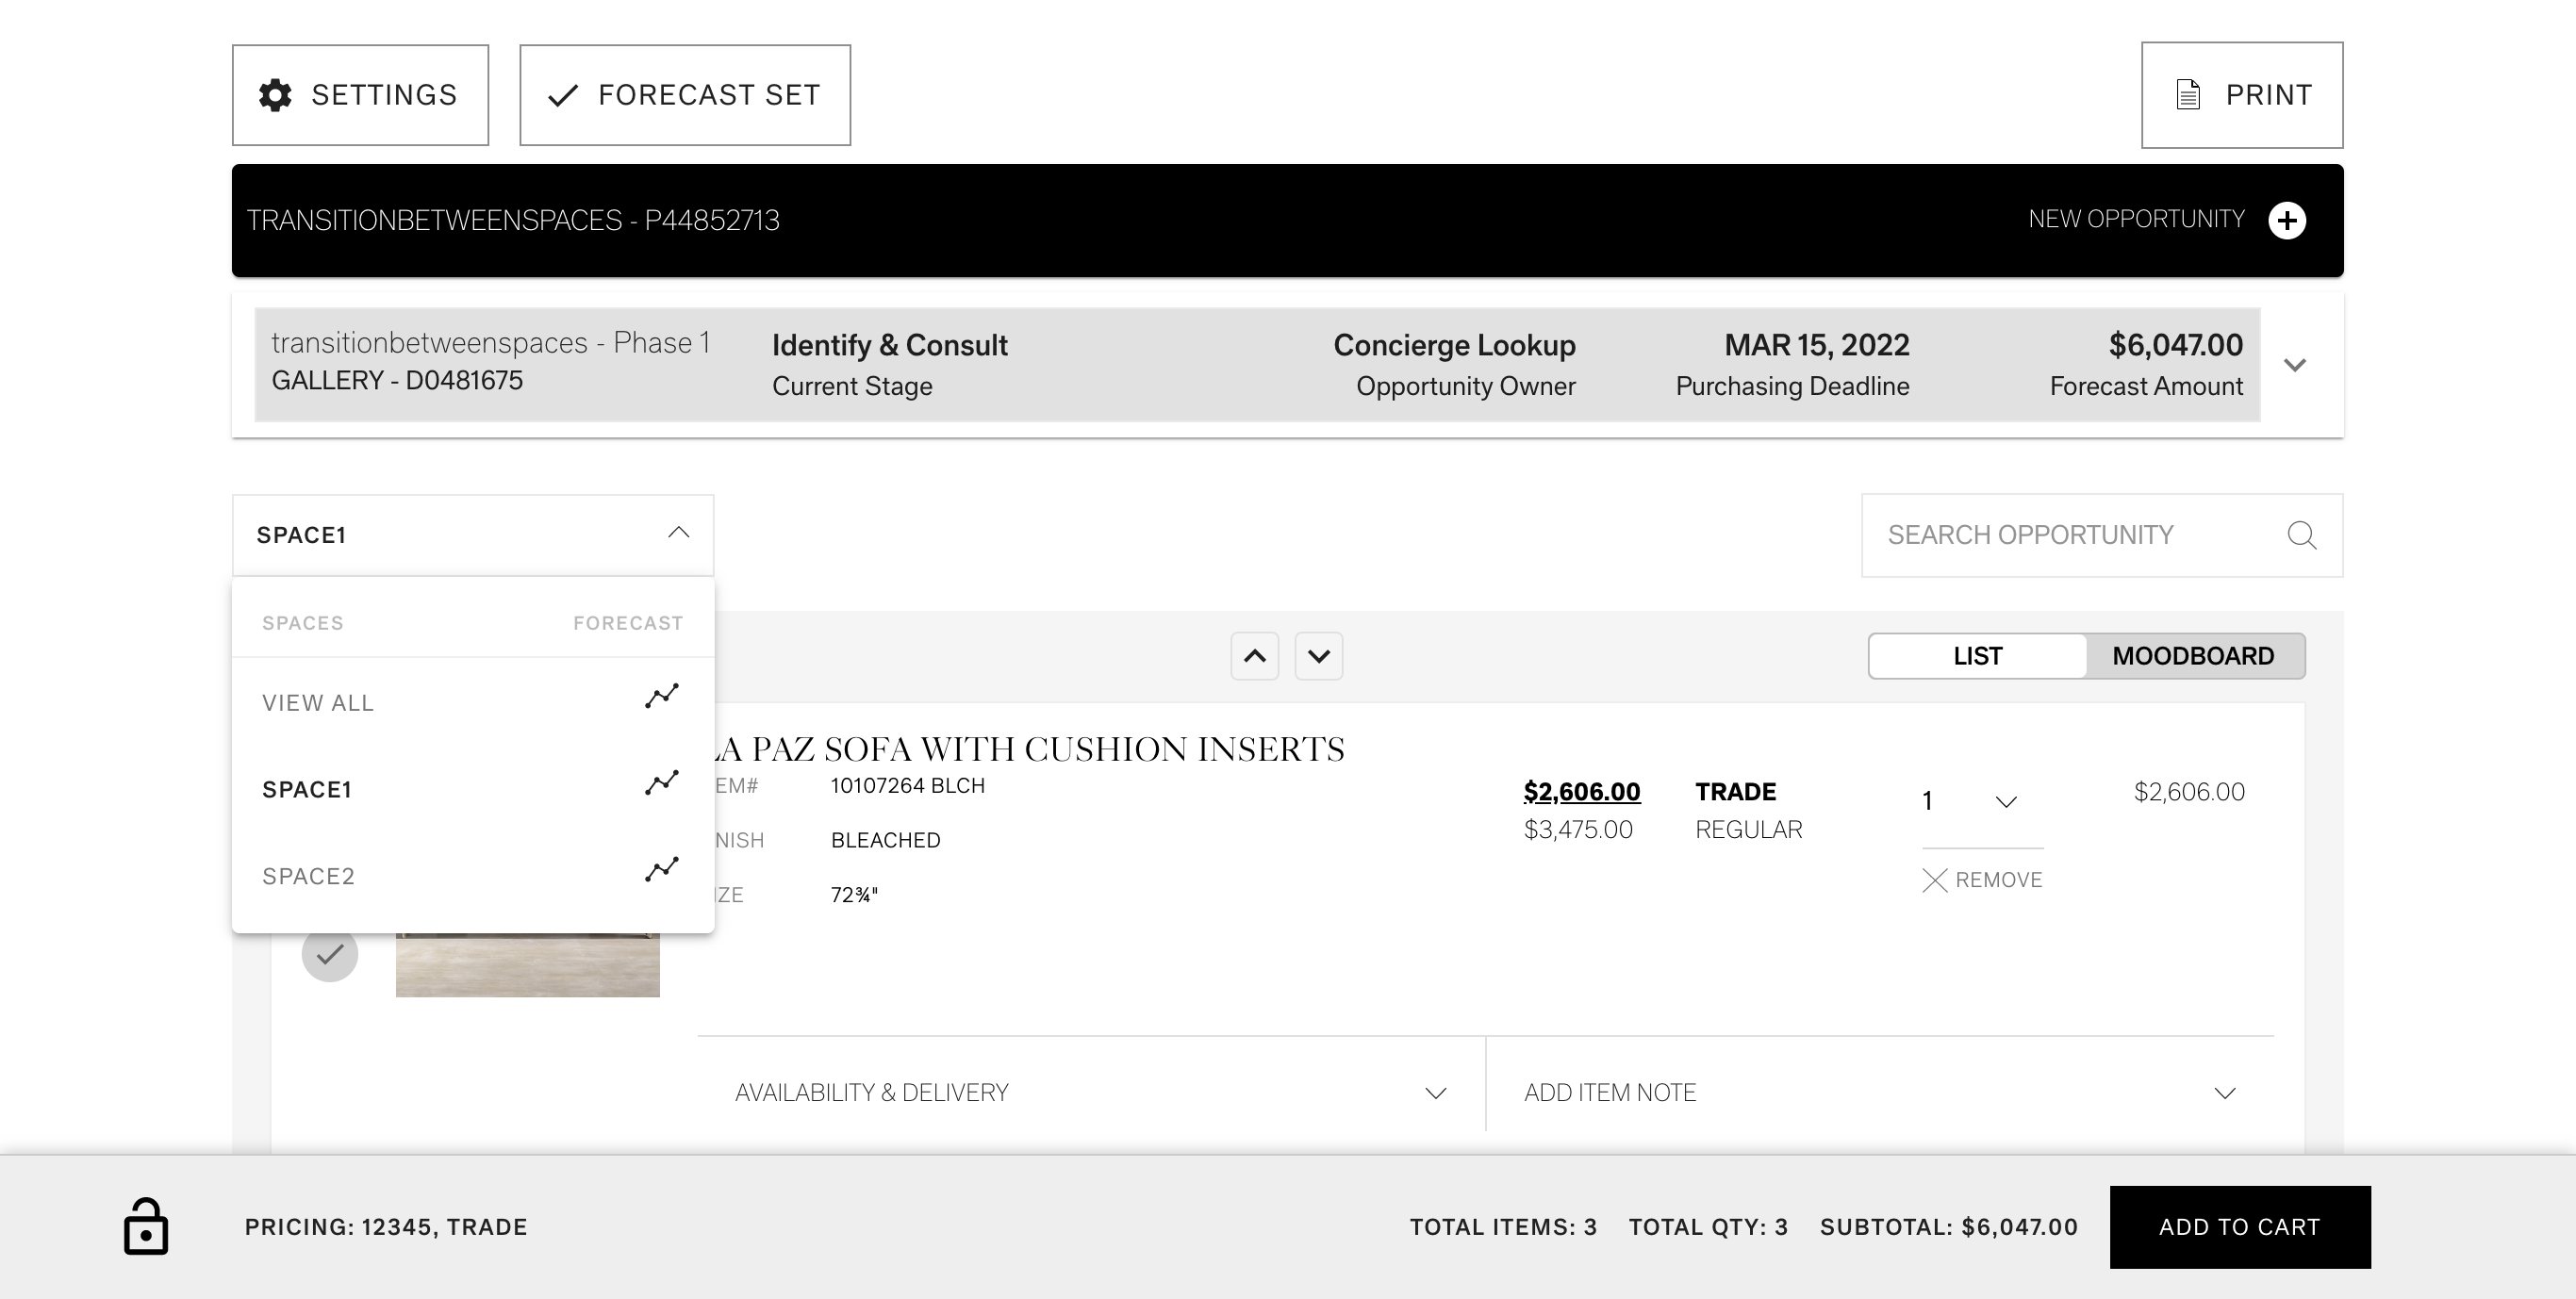 SETTINGS
FORECAST SET
PRINT
TRANSITIONBETWEENSPACES - P44852713
NEW OPPORTUNITY
transitionbetweenspaces - Phase 1
GALLERY - D0481675
Identify & Consult
Current Stage
Concierge Lookup
Opportunity Owner
MAR 15, 2022
Purchasing Deadline
$6,047.00
Forecast Amount
SPACE1
SEARCH OPPORTUNITY
SPACES FORECAST
VIEW ALL
SPACE1
SPACE2
LIST MOODBOARD
LA PAZ SOFA WITH CUSHION INSERTS
EM# 10107264 BLCH
NISH BLEACHED
IZE 72¾"
$2,606.00 TRADE
$3,475.00 REGULAR
1
REMOVE
$2,606.00
AVAILABILITY & DELIVERY
ADD ITEM NOTE
PRICING: 12345, TRADE
TOTAL ITEMS: 3 TOTAL QTY: 3 SUBTOTAL: $6,047.00
ADD TO CART